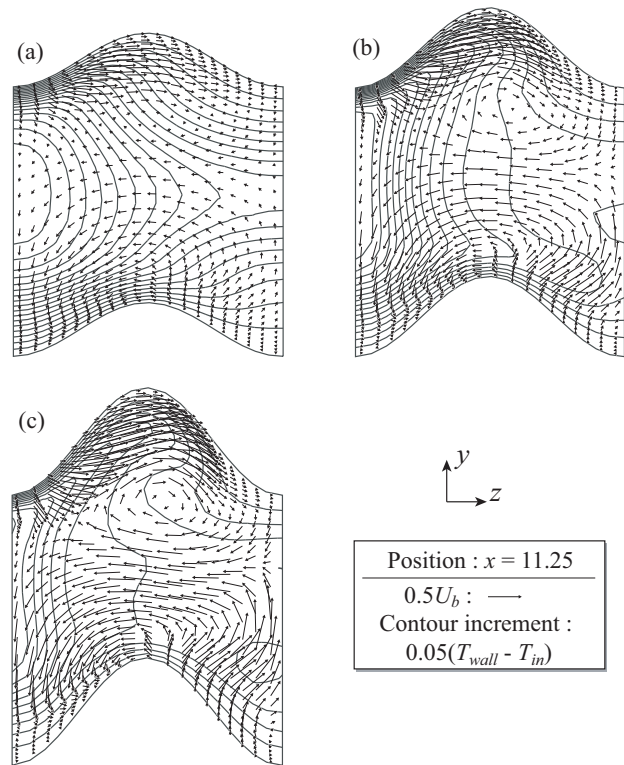 (a)
(b)
(c)
y
z
Position : x = 11.25
0.5U_b :
Contour increment :
0.05(T_wall - T_in)